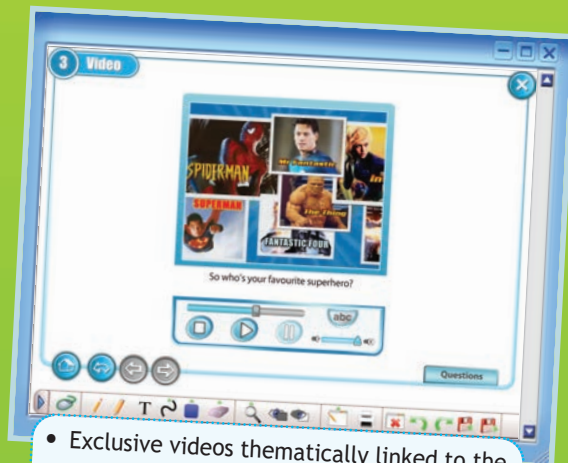 3 Video
SPIDERMAN
Mr Fantastic
in
The Thing
SUPERMAN
FANTASTIC FOUR
So who's your favourite superhero?
abc
Questions
T
• Exclusive videos thematically linked to the